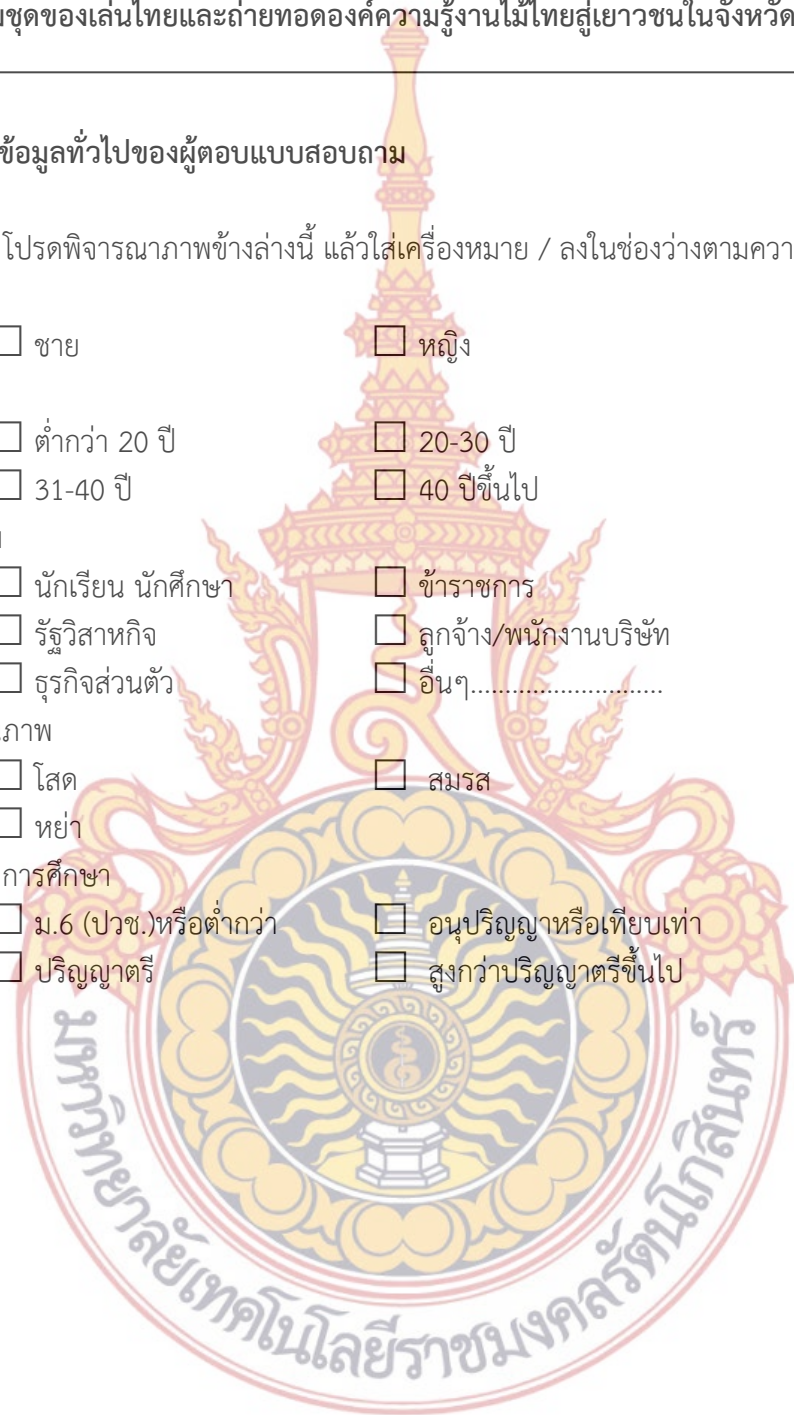 มชุดของเล่นไทยและถ่ายทอดองค์ความรู้งานไม้ไทยสู่เยาวชนในจังหวัด
ข้อมูลทั่วไปของผู้ตอบแบบสอบถาม
โปรดพิจารณาภาพข้างล่างนี้ แล้วใส่เครื่องหมาย / ลงในช่องว่างตามควา
☐ ชาย ☐ หญิง
☐ ต่ำกว่า 20 ปี ☐ 20-30 ปี
☐ 31-40 ปี ☐ 40 ปีขึ้นไป
☐ นักเรียน นักศึกษา ☐ ข้าราชการ
☐ รัฐวิสาหกิจ ☐ ลูกจ้าง/พนักงานบริษัท
☐ ธุรกิจส่วนตัว ☐ อื่นๆ...........................
ภาพ
☐ โสด ☐ สมรส
☐ หย่า
การศึกษา
☐ ม.6 (ปวช.)หรือต่ำกว่า ☐ อนุปริญญาหรือเทียบเท่า
☐ ปริญญาตรี ☐ สูงกว่าปริญญาตรีขึ้นไป
มหาวิทยาลัยเทคโนโลยีราชมงคลรัตนโกสินทร์